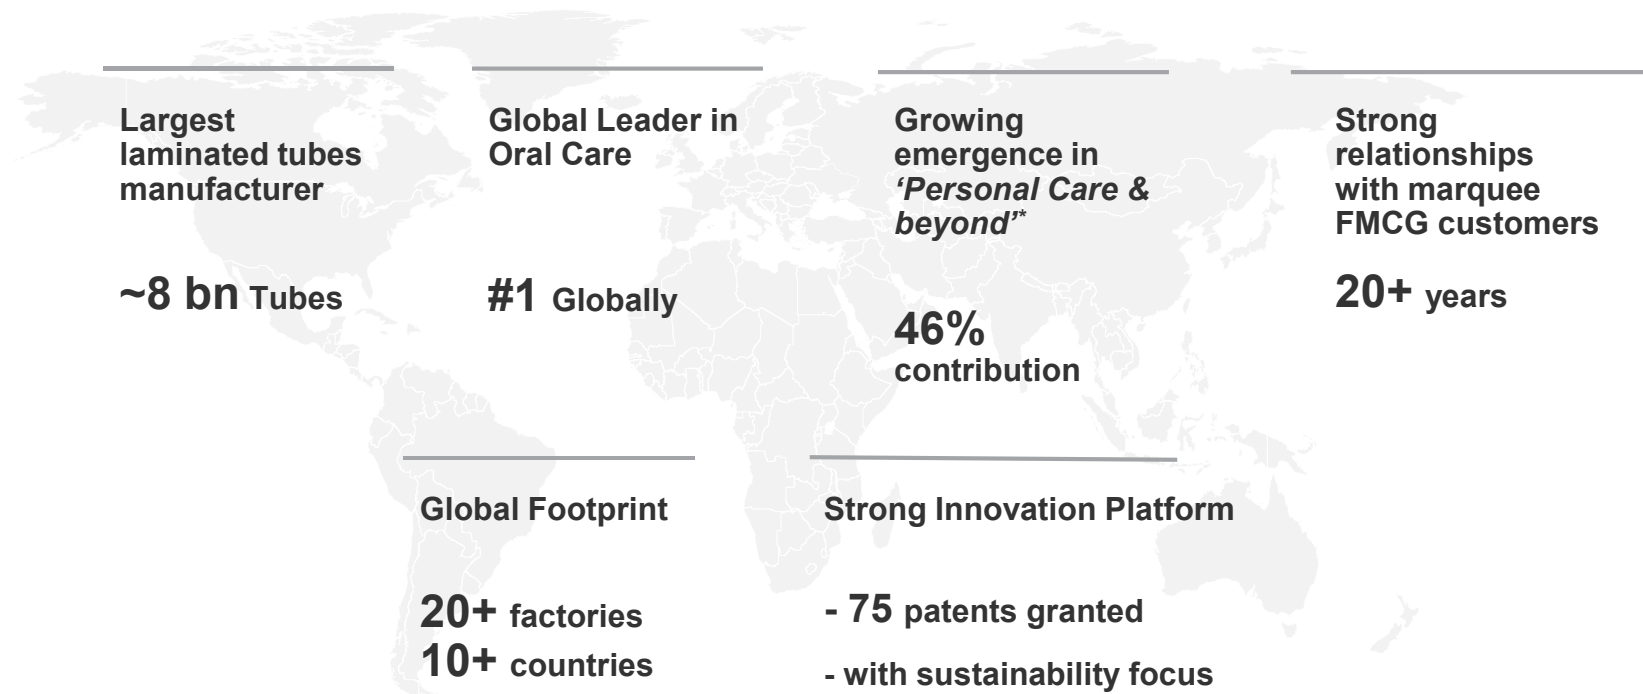 Largest
laminated tubes
manufacturer
~8 bn Tubes
Global Leader in
Oral Care
#1 Globally
Growing
emergence in
‘Personal Care &
beyond’*
46%
contribution
Strong
relationships
with marquee
FMCG customers
20+ years
Global Footprint
20+ factories
10+ countries
Strong Innovation Platform
- 75 patents granted
- with sustainability focus